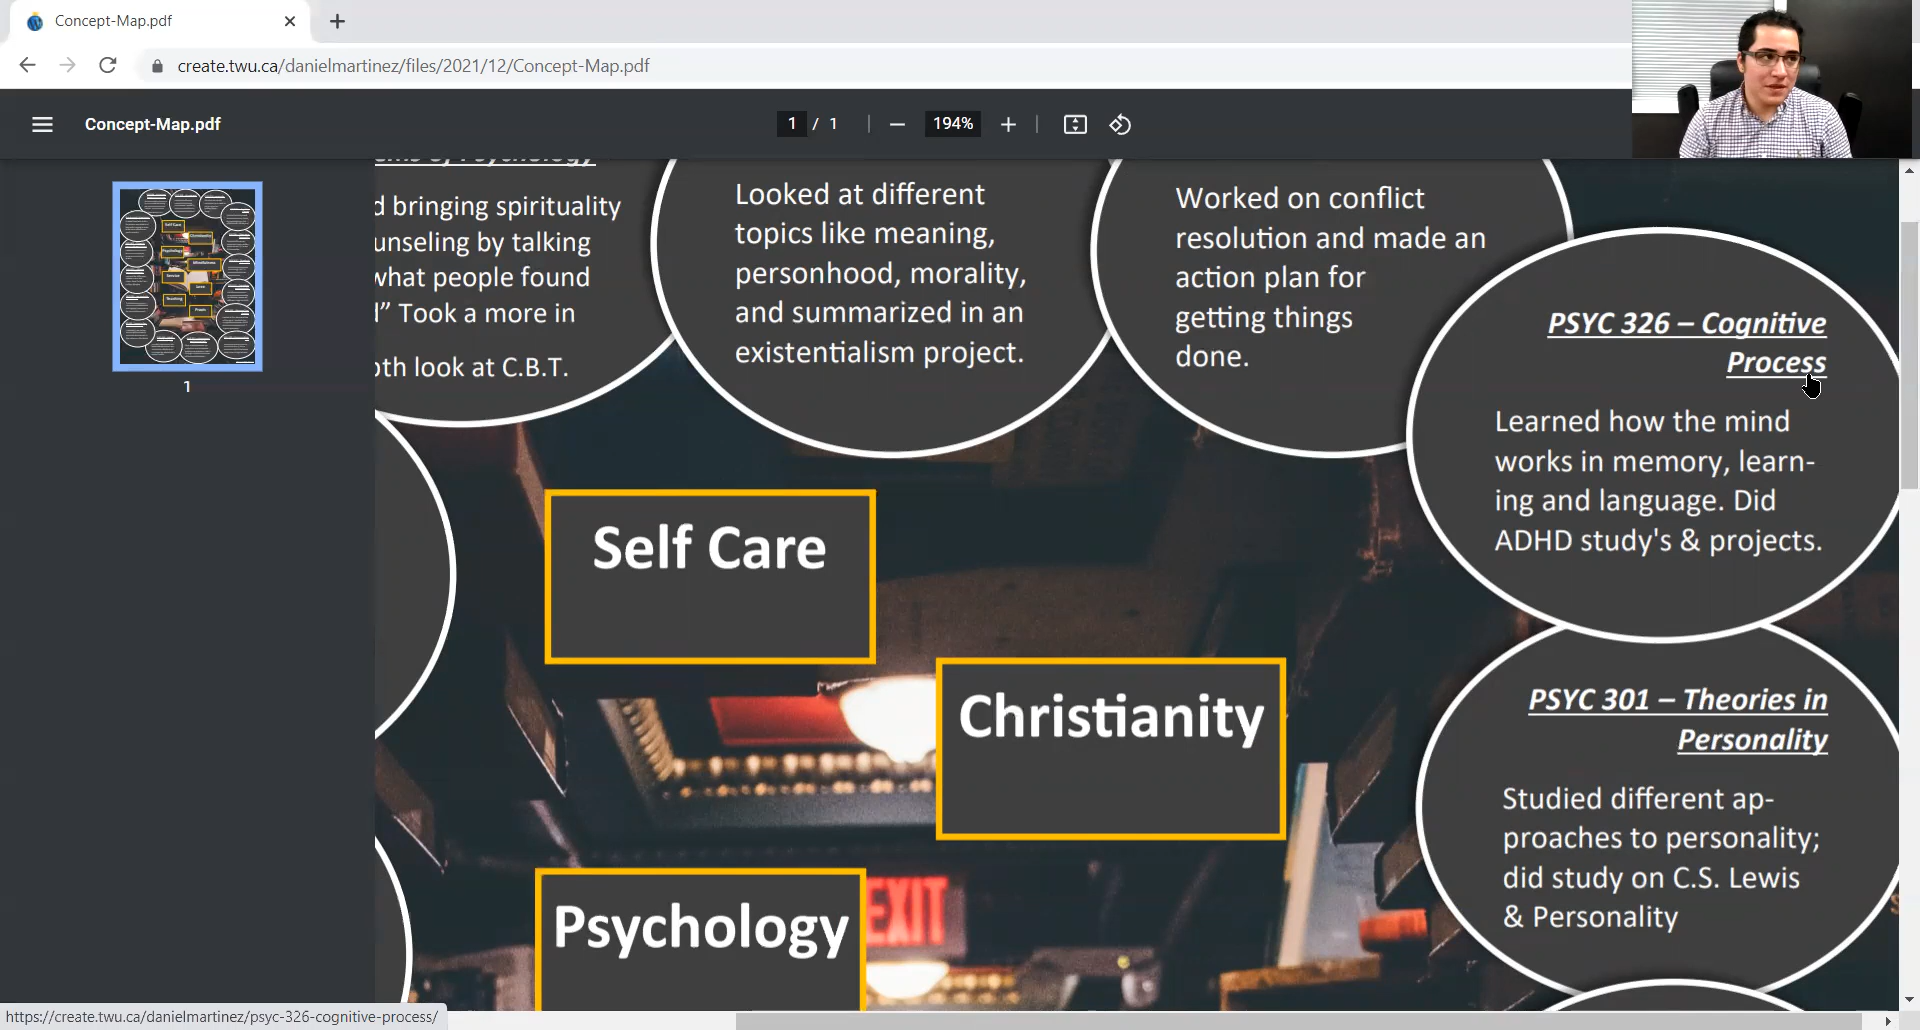 Concept-Map.pdf
create.twu.ca/danielmartinez/files/2021/12/Concept-Map.pdf
Concept-Map.pdf
1 / 1
194%
1
d bringing spirituality
unseling by talking
what people found
” Took a more in
th look at C.B.T.
Looked at different
topics like meaning,
personhood, morality,
and summarized in an
existentialism project.
Worked on conflict
resolution and made an
action plan for
getting things
done.
PSYC 326 – Cognitive
Process
Learned how the mind
works in memory, learn-
ing and language. Did
ADHD study's & projects.
Self Care
Christianity
PSYC 301 – Theories in
Personality
Studied different ap-
proaches to personality;
did study on C.S. Lewis
& Personality
Psychology
EXIT
https://create.twu.ca/danielmartinez/psyc-326-cognitive-process/